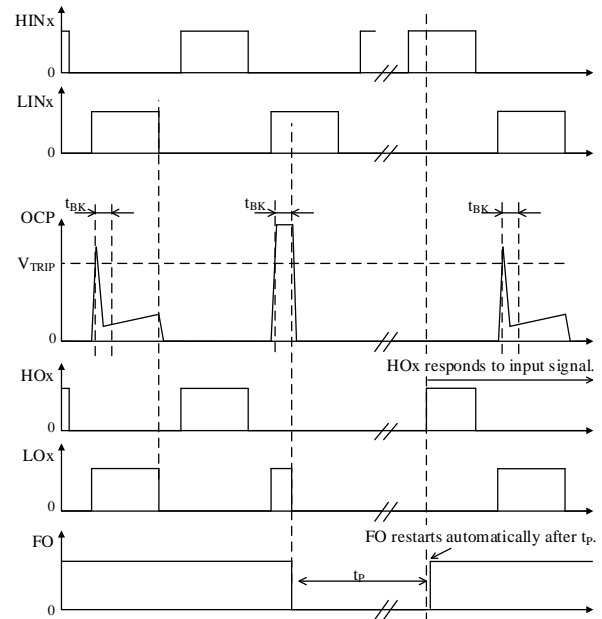 HINx
0
LINx
0
tBK
tBK
tBK
OCP
VTRIP
0
HOx responds to input signal.
HOx
0
LOx
0
FO restarts automatically after tP.
FO
tP
0